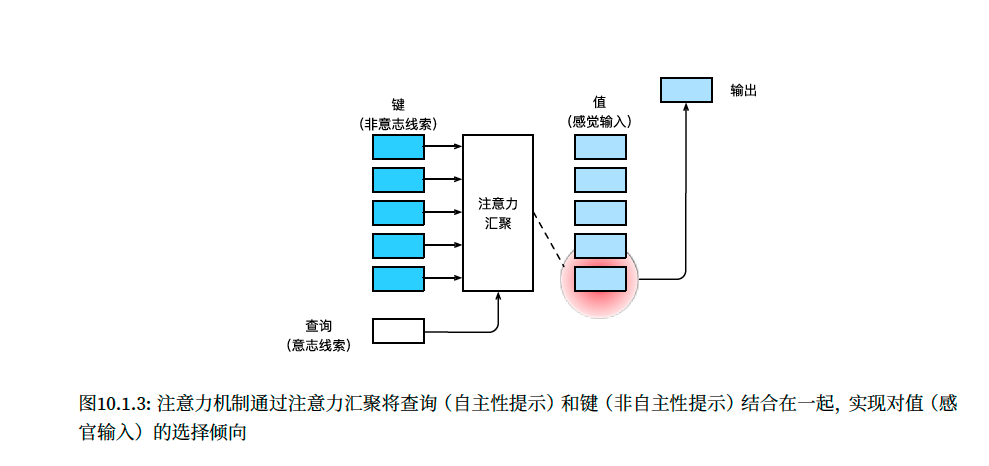 输出
键
（非意志线索）
值
（感觉输入）
注意力
汇聚
查询
（意志线索）
图10.1.3: 注意力机制通过注意力汇聚将查询（自主性提示）和键（非自主性提示）结合在一起, 实现对值（感
官输入）的选择倾向